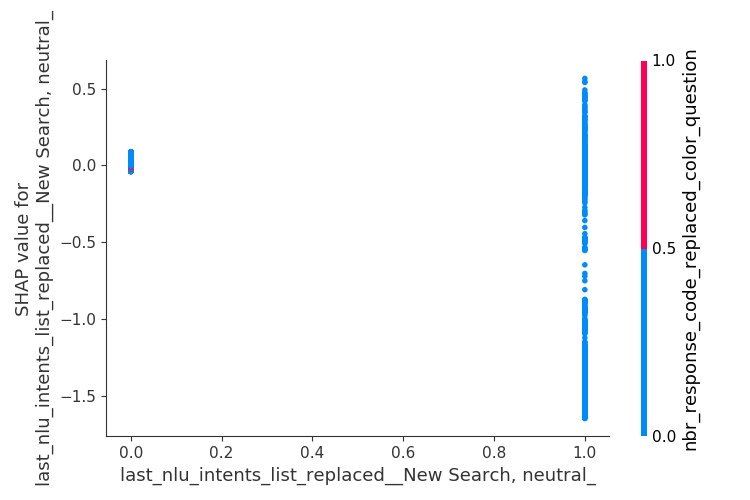 SHAP value for
last_nlu_intents_list_replaced__New Search, neutral_
0.5
0.0
−0.5
−1.0
−1.5
0.0 0.2 0.4 0.6 0.8 1.0
last_nlu_intents_list_replaced__New Search, neutral_
1.0
0.5
0.0
nbr_response_code_replaced_color_question